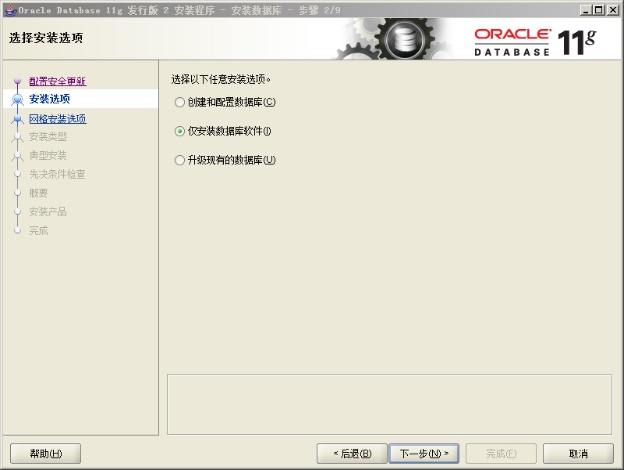 Oracle Database 11g 发行版 2 安装程序 - 安装数据库 - 步骤 2/9
选择安装选项
ORACLE
DATABASE 11g
配置安全更新
安装选项
网格安装选项
安装类型
典型安装
先决条件检查
概要
安装产品
完成
选择以下任意安装选项。
创建和配置数据库(C)
仅安装数据库软件(I)
升级现有的数据库(U)
帮助(H)
< 后退(B)
下一步(N) >
完成(F)
取消